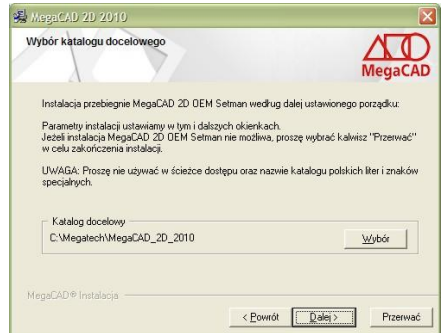 MegaCAD 2D 2010
Wybór katalogu docelowego
MegaCAD
Instalacja przebiegnie MegaCAD 2D OEM Setman według dalej ustawionego porządku:
Parametry instalacji ustawiamy w tym i dalszych okienkach.
Jeżeli instalacja MegaCAD 2D OEM Setman nie możliwa, proszę wybrać kalwisz "Przerwać"
w celu zakończenia instalacji.
UWAGA: Proszę nie używać w ścieżce dostępu oraz nazwie katalogu polskich liter i znaków
specjalnych.
Katalog docelowy
C:\Megatech\MegaCAD_2D_2010
Wybór
MegaCAD® Instalacja
< Powrót
Dalej >
Przerwać